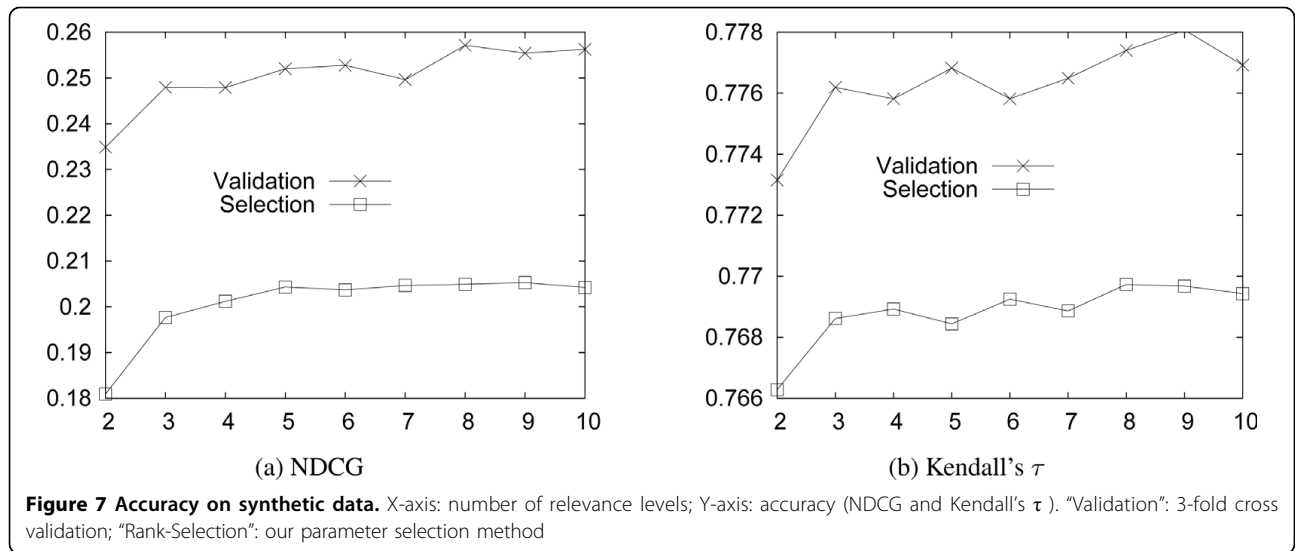 0.26
0.25
0.24
0.23
0.22
0.21
0.2
0.19
0.18
Validation
Selection
2 3 4 5 6 7 8 9 10
(a) NDCG
0.778
0.776
0.774
0.772
0.77
0.768
0.766
Validation
Selection
2 3 4 5 6 7 8 9 10
(b) Kendall's τ
Figure 7 Accuracy on synthetic data. X-axis: number of relevance levels; Y-axis: accuracy (NDCG and Kendall's τ ). “Validation”: 3-fold cross
validation; “Rank-Selection”: our parameter selection method